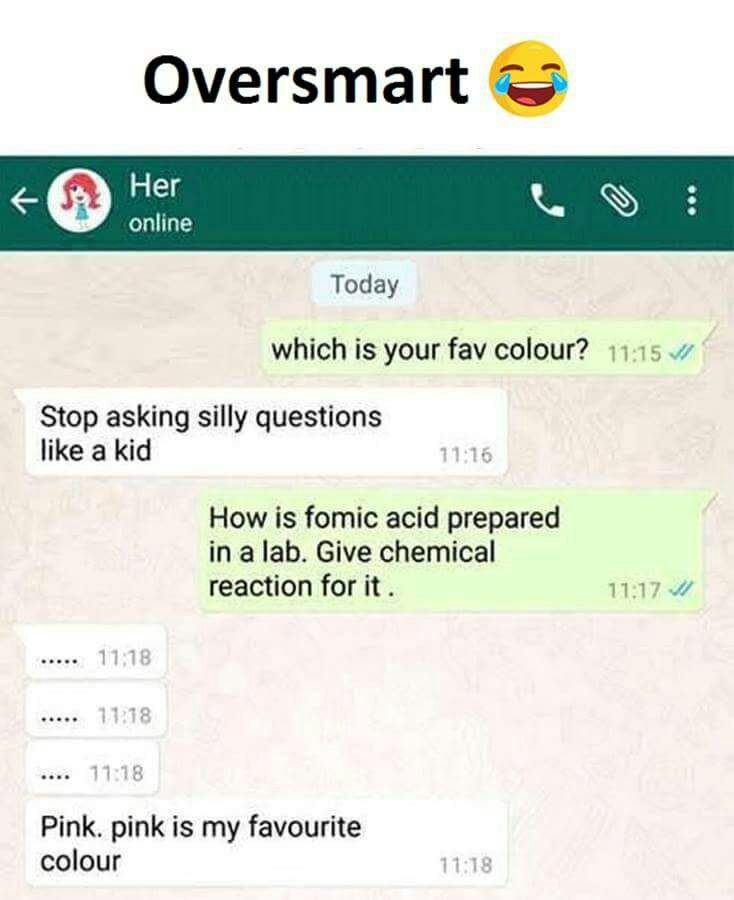 Oversmart 😂
Her
online
Today
which is your fav colour? 11:15
Stop asking silly questions
like a kid 11:16
How is fomic acid prepared
in a lab. Give chemical
reaction for it . 11:17
..... 11:18
..... 11:18
.... 11:18
Pink. pink is my favourite
colour 11:18